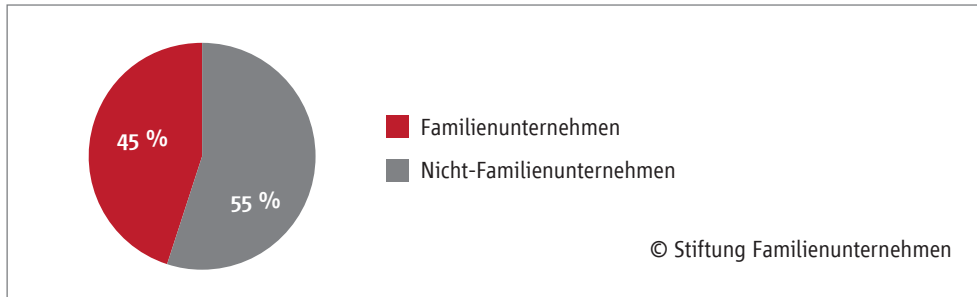 45 %
55 %
Familienunternehmen
Nicht-Familienunternehmen
© Stiftung Familienunternehmen